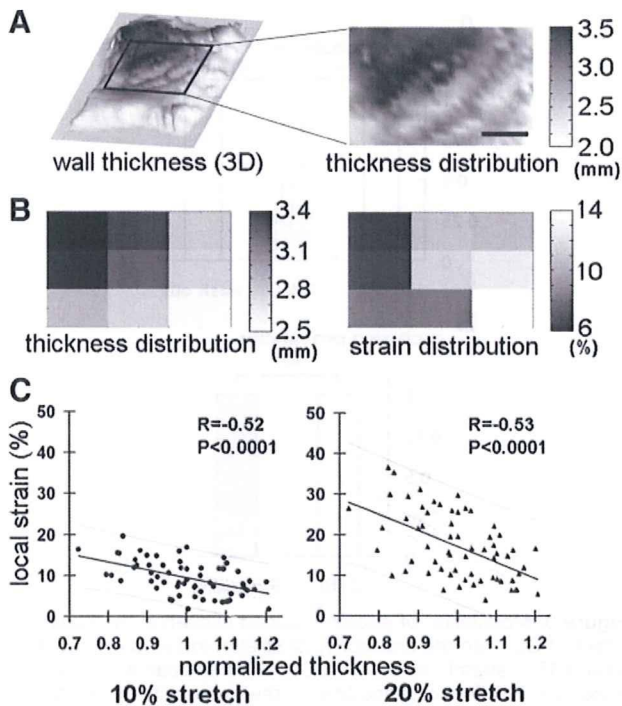 A
wall thickness (3D)
thickness distribution
3.5
3.0
2.5
2.0
(mm)
B
thickness distribution
3.4
3.1
2.8
2.5
(mm)
strain distribution
14
10
6
(%)
C
local strain (%)
50
40
30
20
10
0
R=-0.52
P<0.0001
0.7 0.8 0.9 1 1.1 1.2
50
40
30
20
10
0
R=-0.53
P<0.0001
0.7 0.8 0.9 1 1.1 1.2
normalized thickness
10% stretch
20% stretch